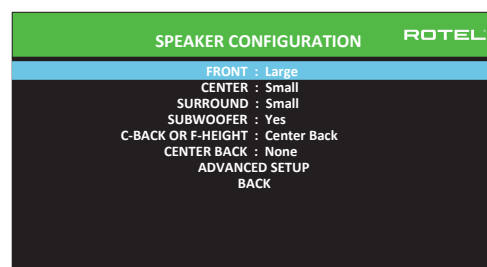 SPEAKER CONFIGURATION
ROTEL
FRONT : Large
CENTER : Small
SURROUND : Small
SUBWOOFER : Yes
C-BACK OR F-HEIGHT : Center Back
CENTER BACK : None
ADVANCED SETUP
BACK